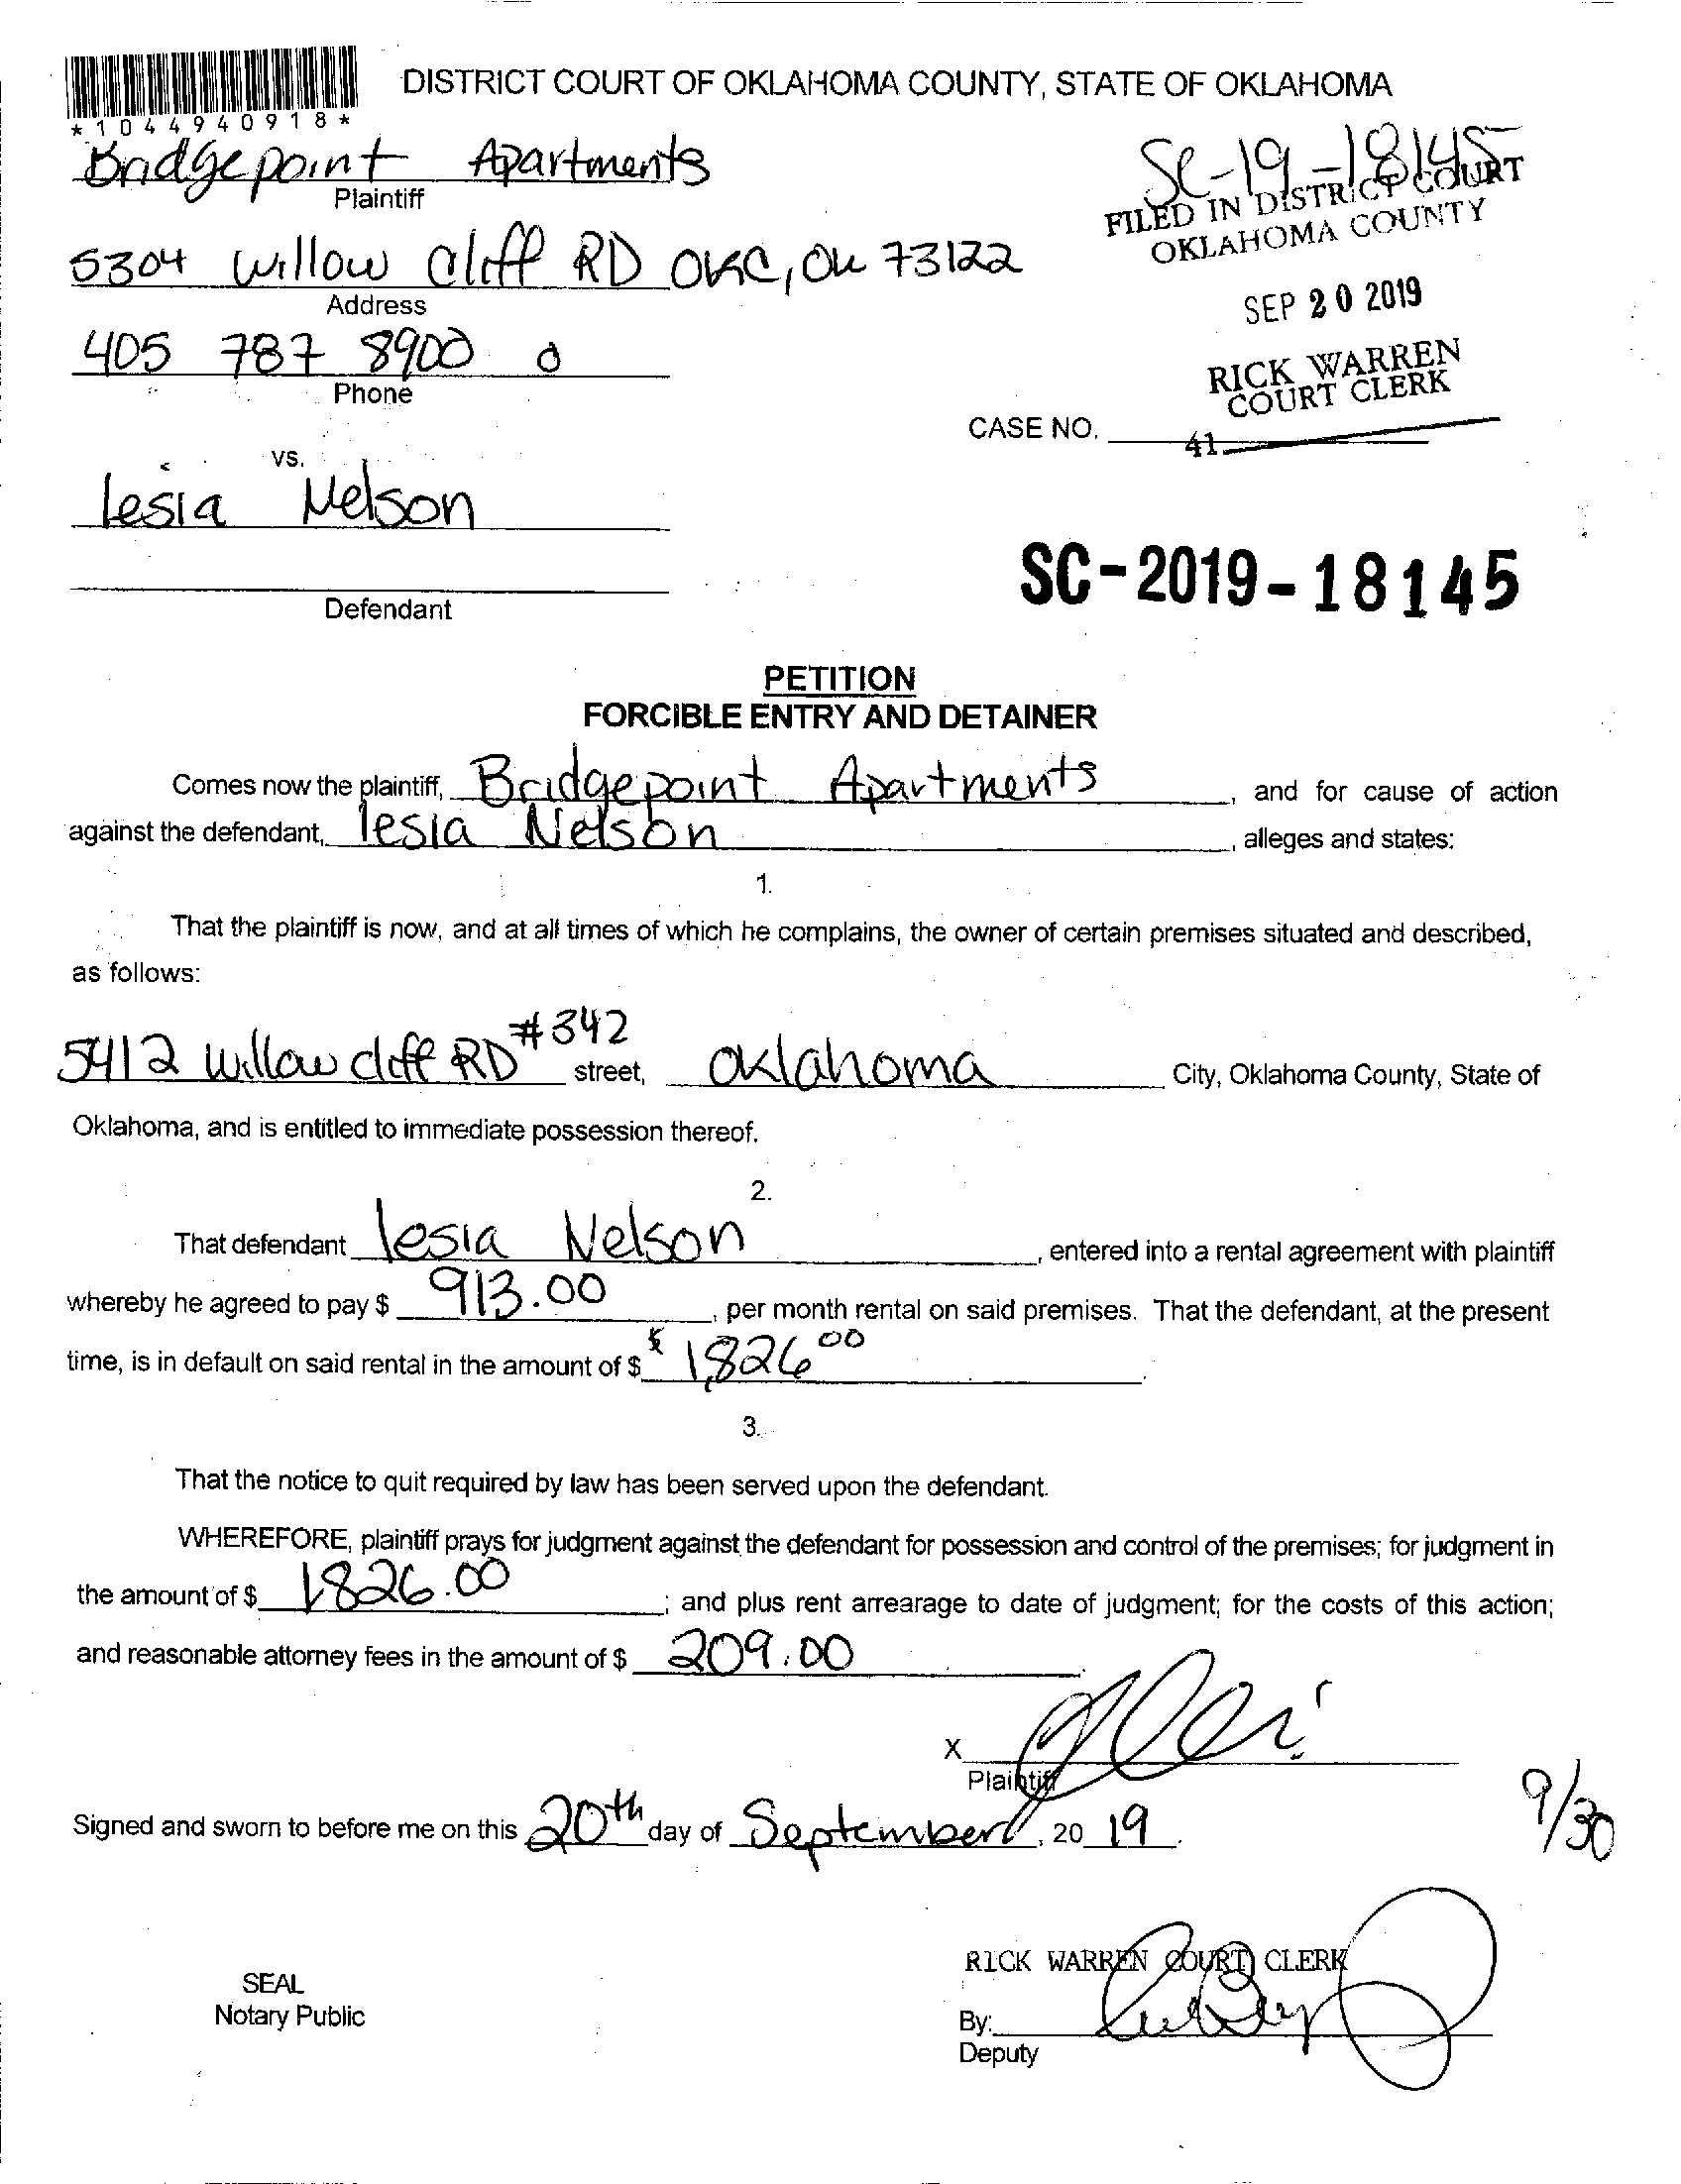 DISTRICT COURT OF OKLAHOMA COUNTY, STATE OF OKLAHOMA
*1044940918*
Bridgepoint Apartments
Plaintiff
SC-19-18145
FILED IN DISTRICT COURT
OKLAHOMA COUNTY
5304 Willow Cliff RD OKC, OK 73122
Address
SEP 20 2019
405 787 8900 0
Phone
RICK WARREN
COURT CLERK
CASE NO.
41
vs.
lesia Nelson
SC-2019-18145
Defendant
PETITION
FORCIBLE ENTRY AND DETAINER
Comes now the plaintiff, Bridgepoint Apartments, and for cause of action
against the defendant, lesia Nelson, alleges and states:
1.
That the plaintiff is now, and at all times of which he complains, the owner of certain premises situated and described,
as follows:
5412 Willow cliff RD #342 street, Oklahoma City, Oklahoma County, State of
Oklahoma, and is entitled to immediate possession thereof.
2.
That defendant lesia Nelson, entered into a rental agreement with plaintiff
whereby he agreed to pay $ 913.00, per month rental on said premises. That the defendant, at the present
time, is in default on said rental in the amount of $ $ 1,826 00.
3.
That the notice to quit required by law has been served upon the defendant.
WHEREFORE, plaintiff prays for judgment against the defendant for possession and control of the premises; for judgment in
the amount of $ 1,826.00; and plus rent arrearage to date of judgment; for the costs of this action;
and reasonable attorney fees in the amount of $ 209.00
X
Plaintiff
Signed and sworn to before me on this 20th day of September, 20 19.
9/30
RICK WARREN COURT CLERK
SEAL
Notary Public
By:
Deputy